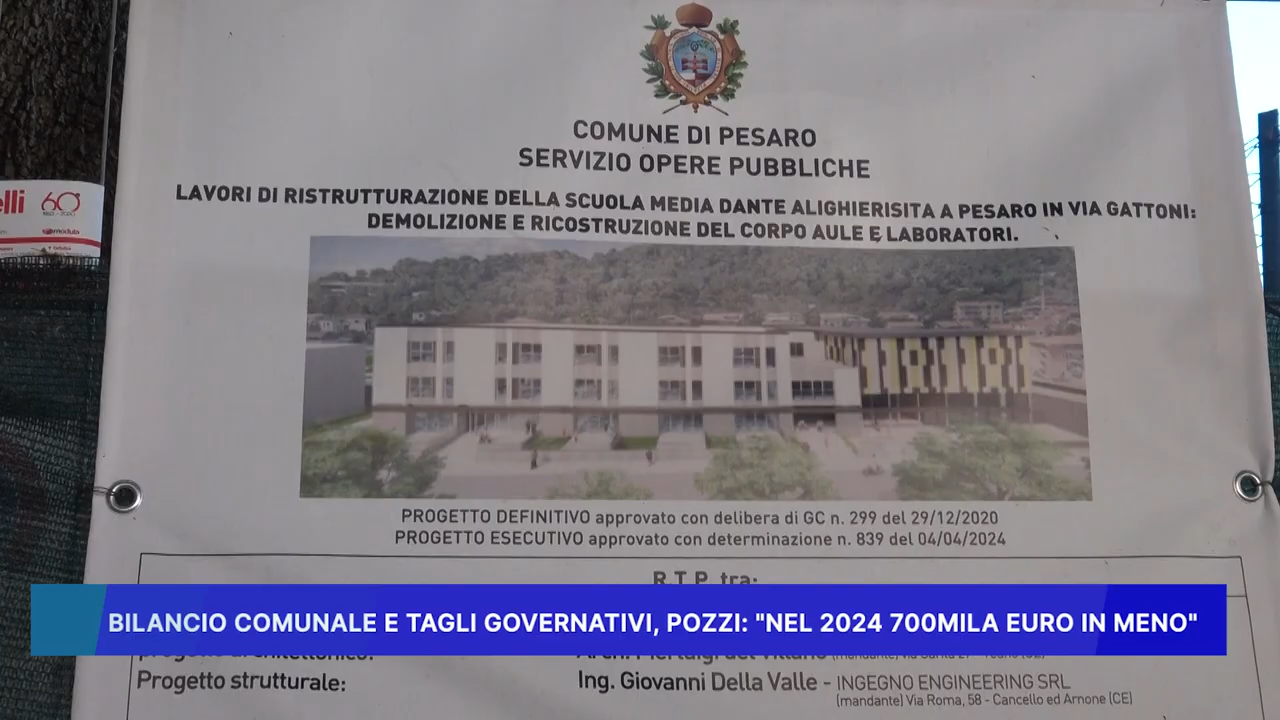 COMUNE DI PESARO
SERVIZIO OPERE PUBBLICHE
LAVORI DI RISTRUTTURAZIONE DELLA SCUOLA MEDIA DANTE ALIGHIERISITA A PESARO IN VIA GATTONI:
DEMOLIZIONE E RICOSTRUZIONE DEL CORPO AULE E LABORATORI.
elli 60
PROGETTO DEFINITIVO approvato con delibera di GC n. 299 del 29/12/2020
PROGETTO ESECUTIVO approvato con determinazione n. 839 del 04/04/2024
R.T.P. tra:
BILANCIO COMUNALE E TAGLI GOVERNATIVI, POZZI: "NEL 2024 700MILA EURO IN MENO"
Progetto strutturale: Ing. Giovanni Della Valle - INGEGNO ENGINEERING SRL
(mandante) Via Roma, 58 - Cancello ed Arnone (CE)